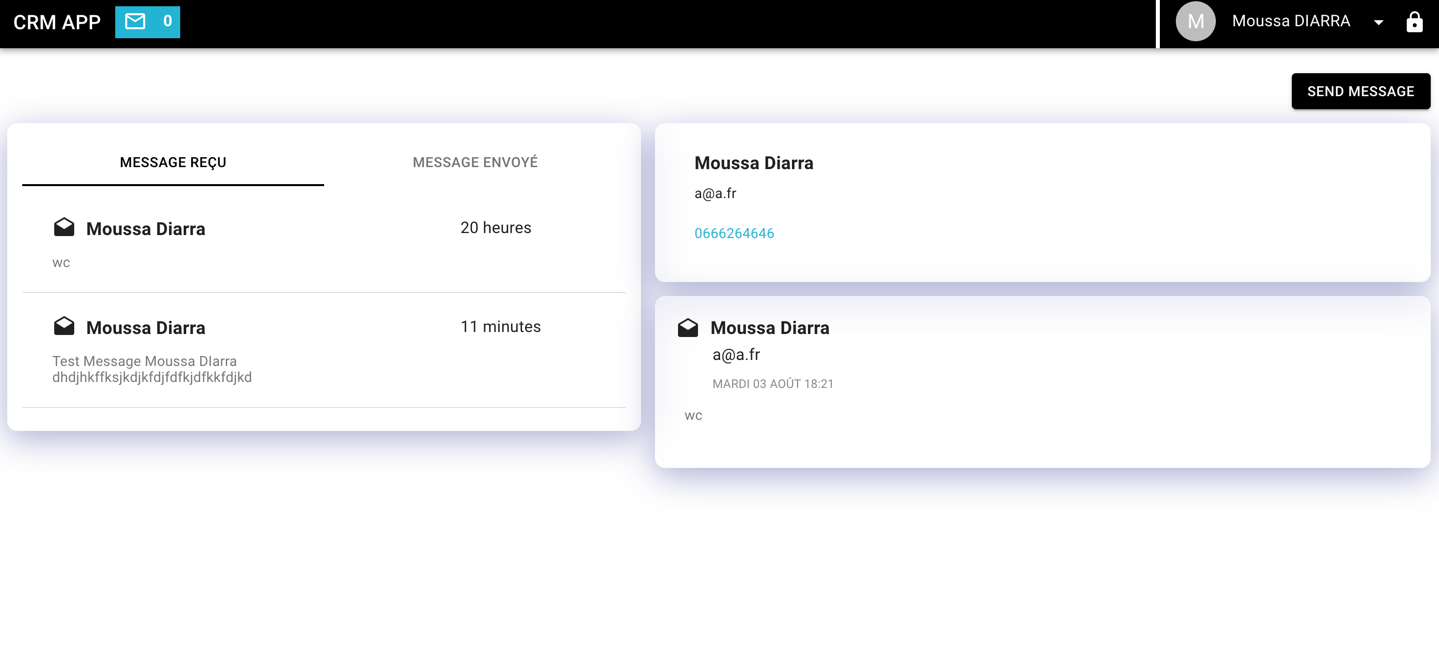 CRM APP
0
M
Moussa DIARRA
SEND MESSAGE
MESSAGE REÇU
MESSAGE ENVOYÉ
Moussa Diarra
20 heures
wc
Moussa Diarra
11 minutes
Test Message Moussa DIarra
dhdjhkffksjkdjkfdjfdfkjdfkkfdjkd
Moussa Diarra
a@a.fr
0666264646
Moussa Diarra
a@a.fr
MARDI 03 AOÛT 18:21
wc